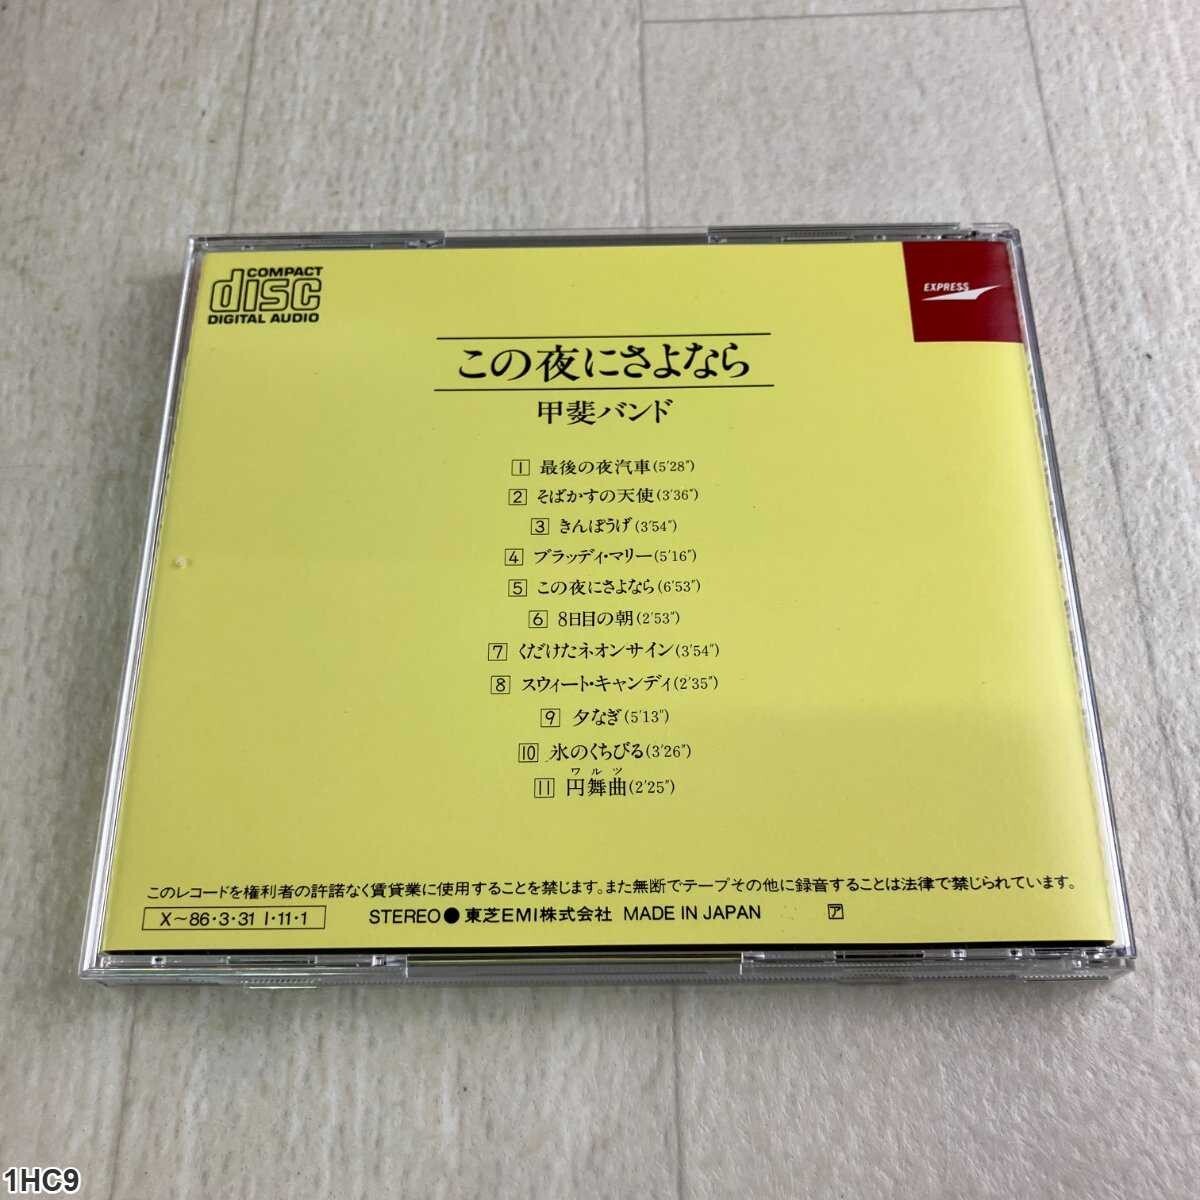 COMPACT
disc
DIGITAL AUDIO
EXPRESS
この夜にさよなら
甲斐バンド
1 最後の夜汽車(5'28")
2 そばかすの天使(3'36")
3 きんぽうげ(3'54")
4 ブラッディ・マリー(5'16")
5 この夜にさよなら(6'53")
6 8日目の朝(2'53")
7 くだけたネオンサイン(3'54")
8 スウィート・キャンディ(2'35")
9 夕なぎ(5'13")
10 氷のくちびる(3'26")
ワルツ
11 円舞曲(2'25")
このレコードを権利者の許諾なく賃貸業に使用することを禁じます。また無断でテープその他に録音することは法律で禁じられています。
X〜86・3・31 I・11・1 STEREO● 東芝EMI株式会社 MADE IN JAPAN ア
1HC9